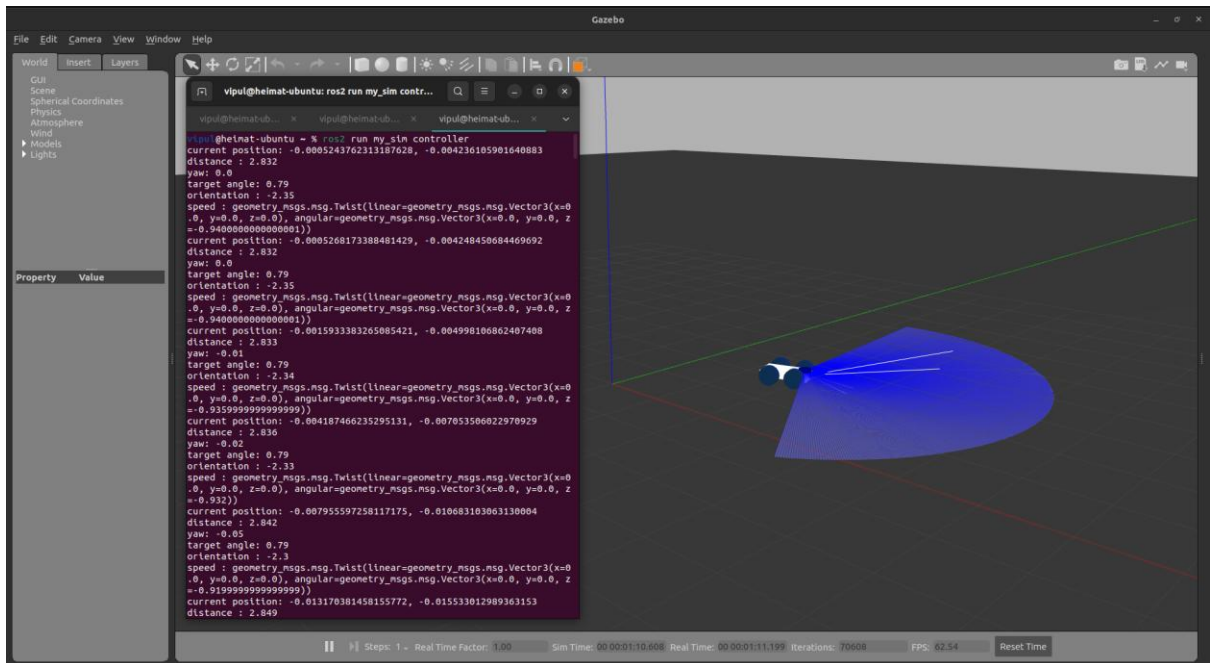 Gazebo
File Edit Camera View Window Help
World Insert Layers
GUI
Scene
Spherical Coordinates
Physics
Atmosphere
Wind
Models
Lights
Property Value
vipul@heimat-ubuntu: ros2 run my_sim contr...
vipul@heimat-ub... vipul@heimat-ub... vipul@heimat-ub...
vipul@heimat-ubuntu ~ % ros2 run my_sim controller
current position: -0.0005243762313187628, -0.004236105901640883
distance : 2.832
yaw: 0.0
target angle: 0.79
orientation : -2.35
speed : geometry_msgs.msg.Twist(linear=geometry_msgs.msg.Vector3(x=0
.0, y=0.0, z=0.0), angular=geometry_msgs.msg.Vector3(x=0.0, y=0.0, z
=-0.9400000000000001))
current position: -0.0005268173388481429, -0.004248450684469692
distance : 2.832
yaw: 0.0
target angle: 0.79
orientation : -2.35
speed : geometry_msgs.msg.Twist(linear=geometry_msgs.msg.Vector3(x=0
.0, y=0.0, z=0.0), angular=geometry_msgs.msg.Vector3(x=0.0, y=0.0, z
=-0.9400000000000001))
current position: -0.0015933383265085421, -0.004998106862407408
distance : 2.833
yaw: -0.01
target angle: 0.79
orientation : -2.34
speed : geometry_msgs.msg.Twist(linear=geometry_msgs.msg.Vector3(x=0
.0, y=0.0, z=0.0), angular=geometry_msgs.msg.Vector3(x=0.0, y=0.0, z
=-0.9359999999999999))
current position: -0.004187466235295131, -0.007053506022970929
distance : 2.836
yaw: -0.02
target angle: 0.79
orientation : -2.33
speed : geometry_msgs.msg.Twist(linear=geometry_msgs.msg.Vector3(x=0
.0, y=0.0, z=0.0), angular=geometry_msgs.msg.Vector3(x=0.0, y=0.0, z
=-0.932))
current position: -0.007955597258117175, -0.010683103063130004
distance : 2.842
yaw: -0.05
target angle: 0.79
orientation : -2.3
speed : geometry_msgs.msg.Twist(linear=geometry_msgs.msg.Vector3(x=0
.0, y=0.0, z=0.0), angular=geometry_msgs.msg.Vector3(x=0.0, y=0.0, z
=-0.9199999999999999))
current position: -0.013170381458155772, -0.015533012989363153
distance : 2.849
Steps: 1 Real Time Factor: 1.00 Sim Time: 00 00:01:10.608 Real Time: 00 00:01:11.199 Iterations: 70608 FPS: 62.54 Reset Time